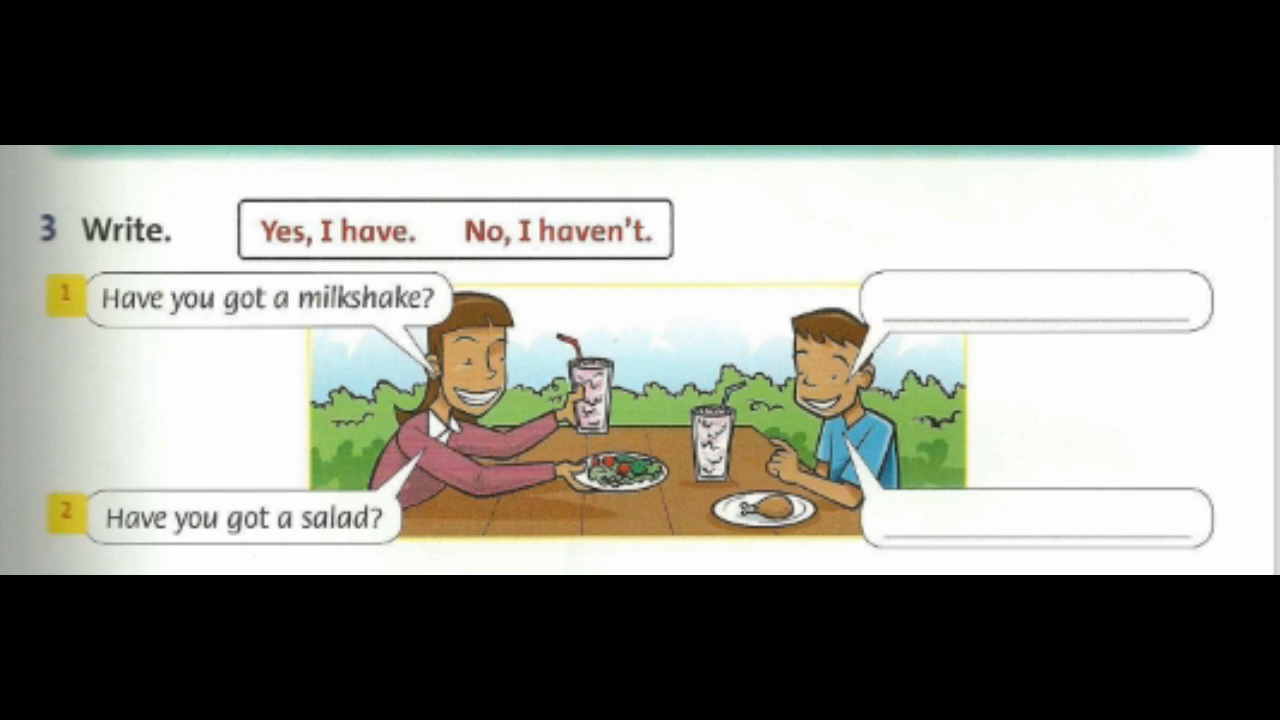 3 Write. Yes, I have. No, I haven't.
1 Have you got a milkshake?
2 Have you got a salad?